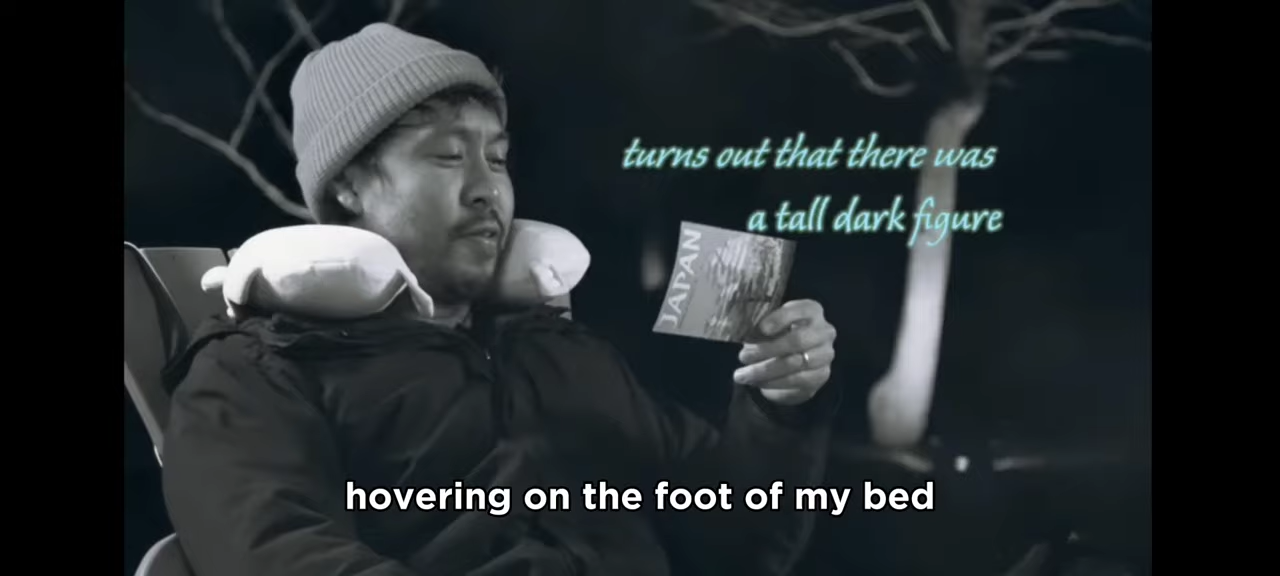 turns out that there was
a tall dark figure
JAPAN
hovering on the foot of my bed